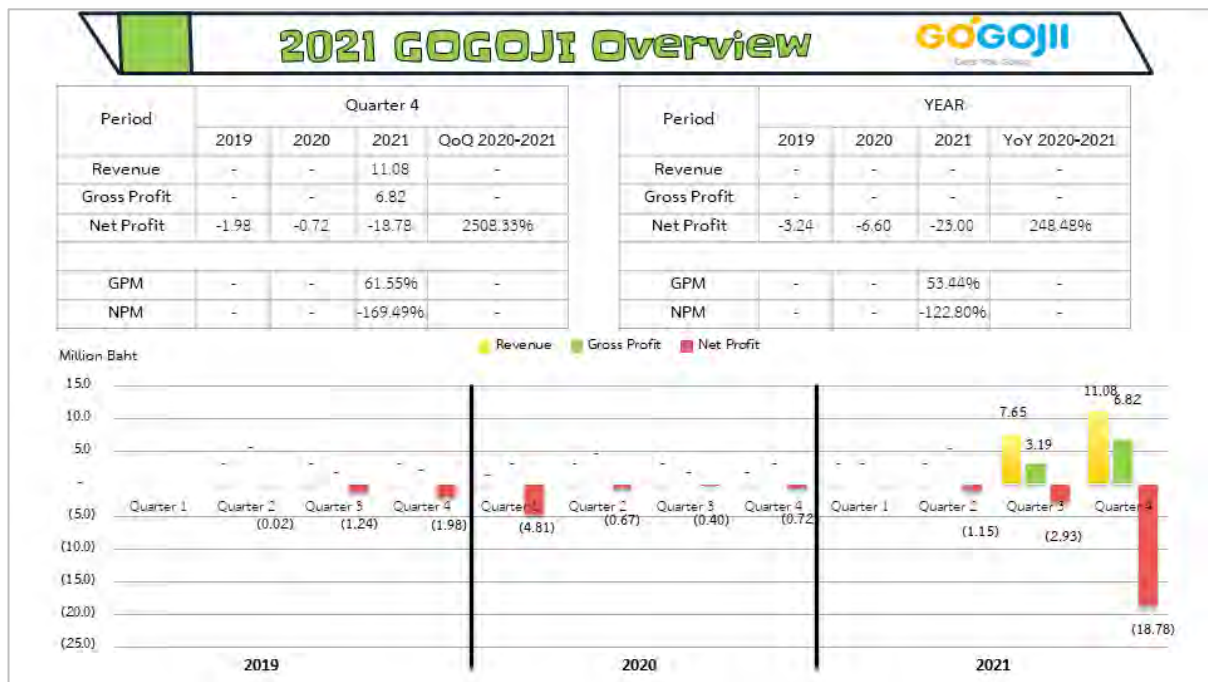 2021 GOGOJI Overview
GOGOJII
Period Quarter 4
2019 2020 2021 QoQ 2020-2021
Revenue - - 11.08 -
Gross Profit - - 6.82 -
Net Profit -1.98 -0.72 -18.78 2508.33%
GPM - - 61.55% -
NPM - - -169.49% -
Period YEAR
2019 2020 2021 YoY 2020-2021
Revenue - - - -
Gross Profit - - - -
Net Profit -3.24 -6.60 -23.00 248.48%
GPM - - 53.44% -
NPM - - -122.80% -
Million Baht
Revenue Gross Profit Net Profit
15.0
10.0
5.0
-
(5.0)
(10.0)
(15.0)
(20.0)
(25.0)
Quarter 1 Quarter 2 Quarter 3 Quarter 4 Quarter 1 Quarter 2 Quarter 3 Quarter 4 Quarter 1 Quarter 2 Quarter 3 Quarter 4
- - - - - - - - - - - - - - - - - - 7.65 3.19 11.08 6.82
(0.02) (1.24) (1.98) (4.81) (0.67) (0.40) (0.72) (1.15) (2.93) (18.78)
2019 2020 2021